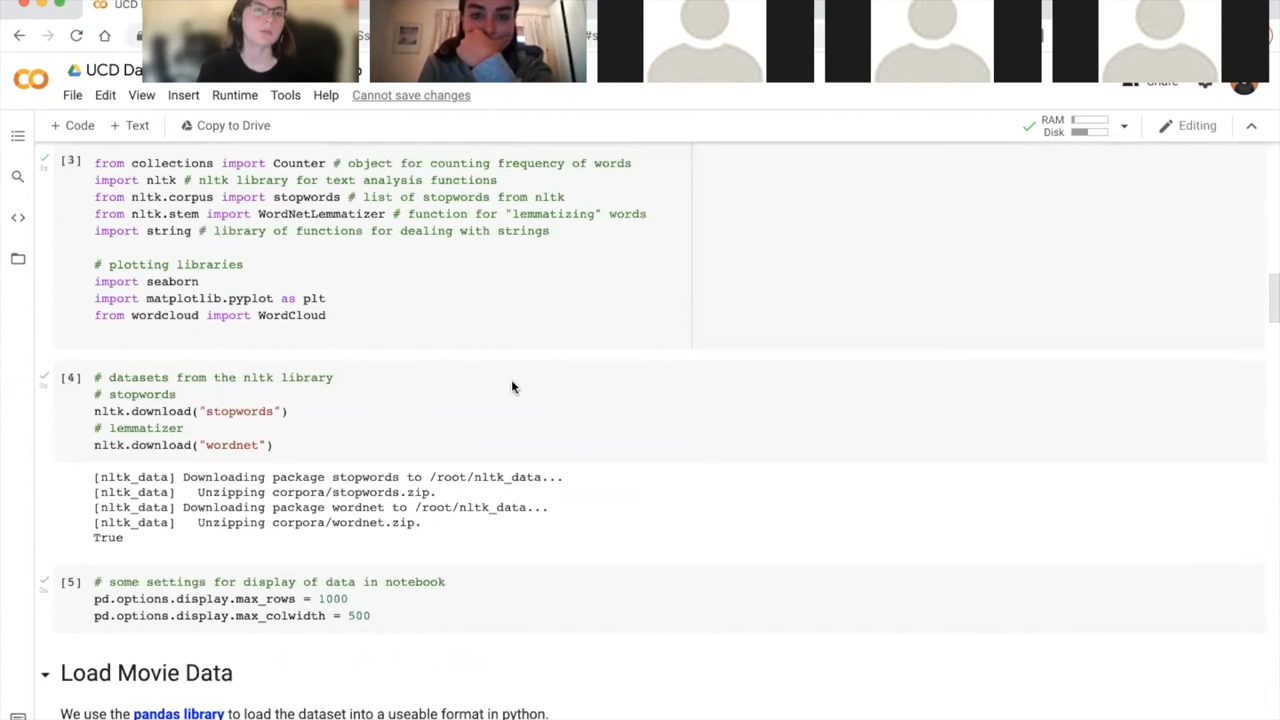 UCD
UCD Da
File Edit View Insert Runtime Tools Help Cannot save changes
+ Code + Text Copy to Drive RAM Disk Editing
[3] from collections import Counter # object for counting frequency of words
import nltk # nltk library for text analysis functions
from nltk.corpus import stopwords # list of stopwords from nltk
from nltk.stem import WordNetLemmatizer # function for "lemmatizing" words
import string # library of functions for dealing with strings
# plotting libraries
import seaborn
import matplotlib.pyplot as plt
from wordcloud import WordCloud
[4] # datasets from the nltk library
# stopwords
nltk.download("stopwords")
# lemmatizer
nltk.download("wordnet")
[nltk_data] Downloading package stopwords to /root/nltk_data...
[nltk_data] Unzipping corpora/stopwords.zip.
[nltk_data] Downloading package wordnet to /root/nltk_data...
[nltk_data] Unzipping corpora/wordnet.zip.
True
[5] # some settings for display of data in notebook
pd.options.display.max_rows = 1000
pd.options.display.max_colwidth = 500
Load Movie Data
We use the pandas library to load the dataset into a useable format in python.